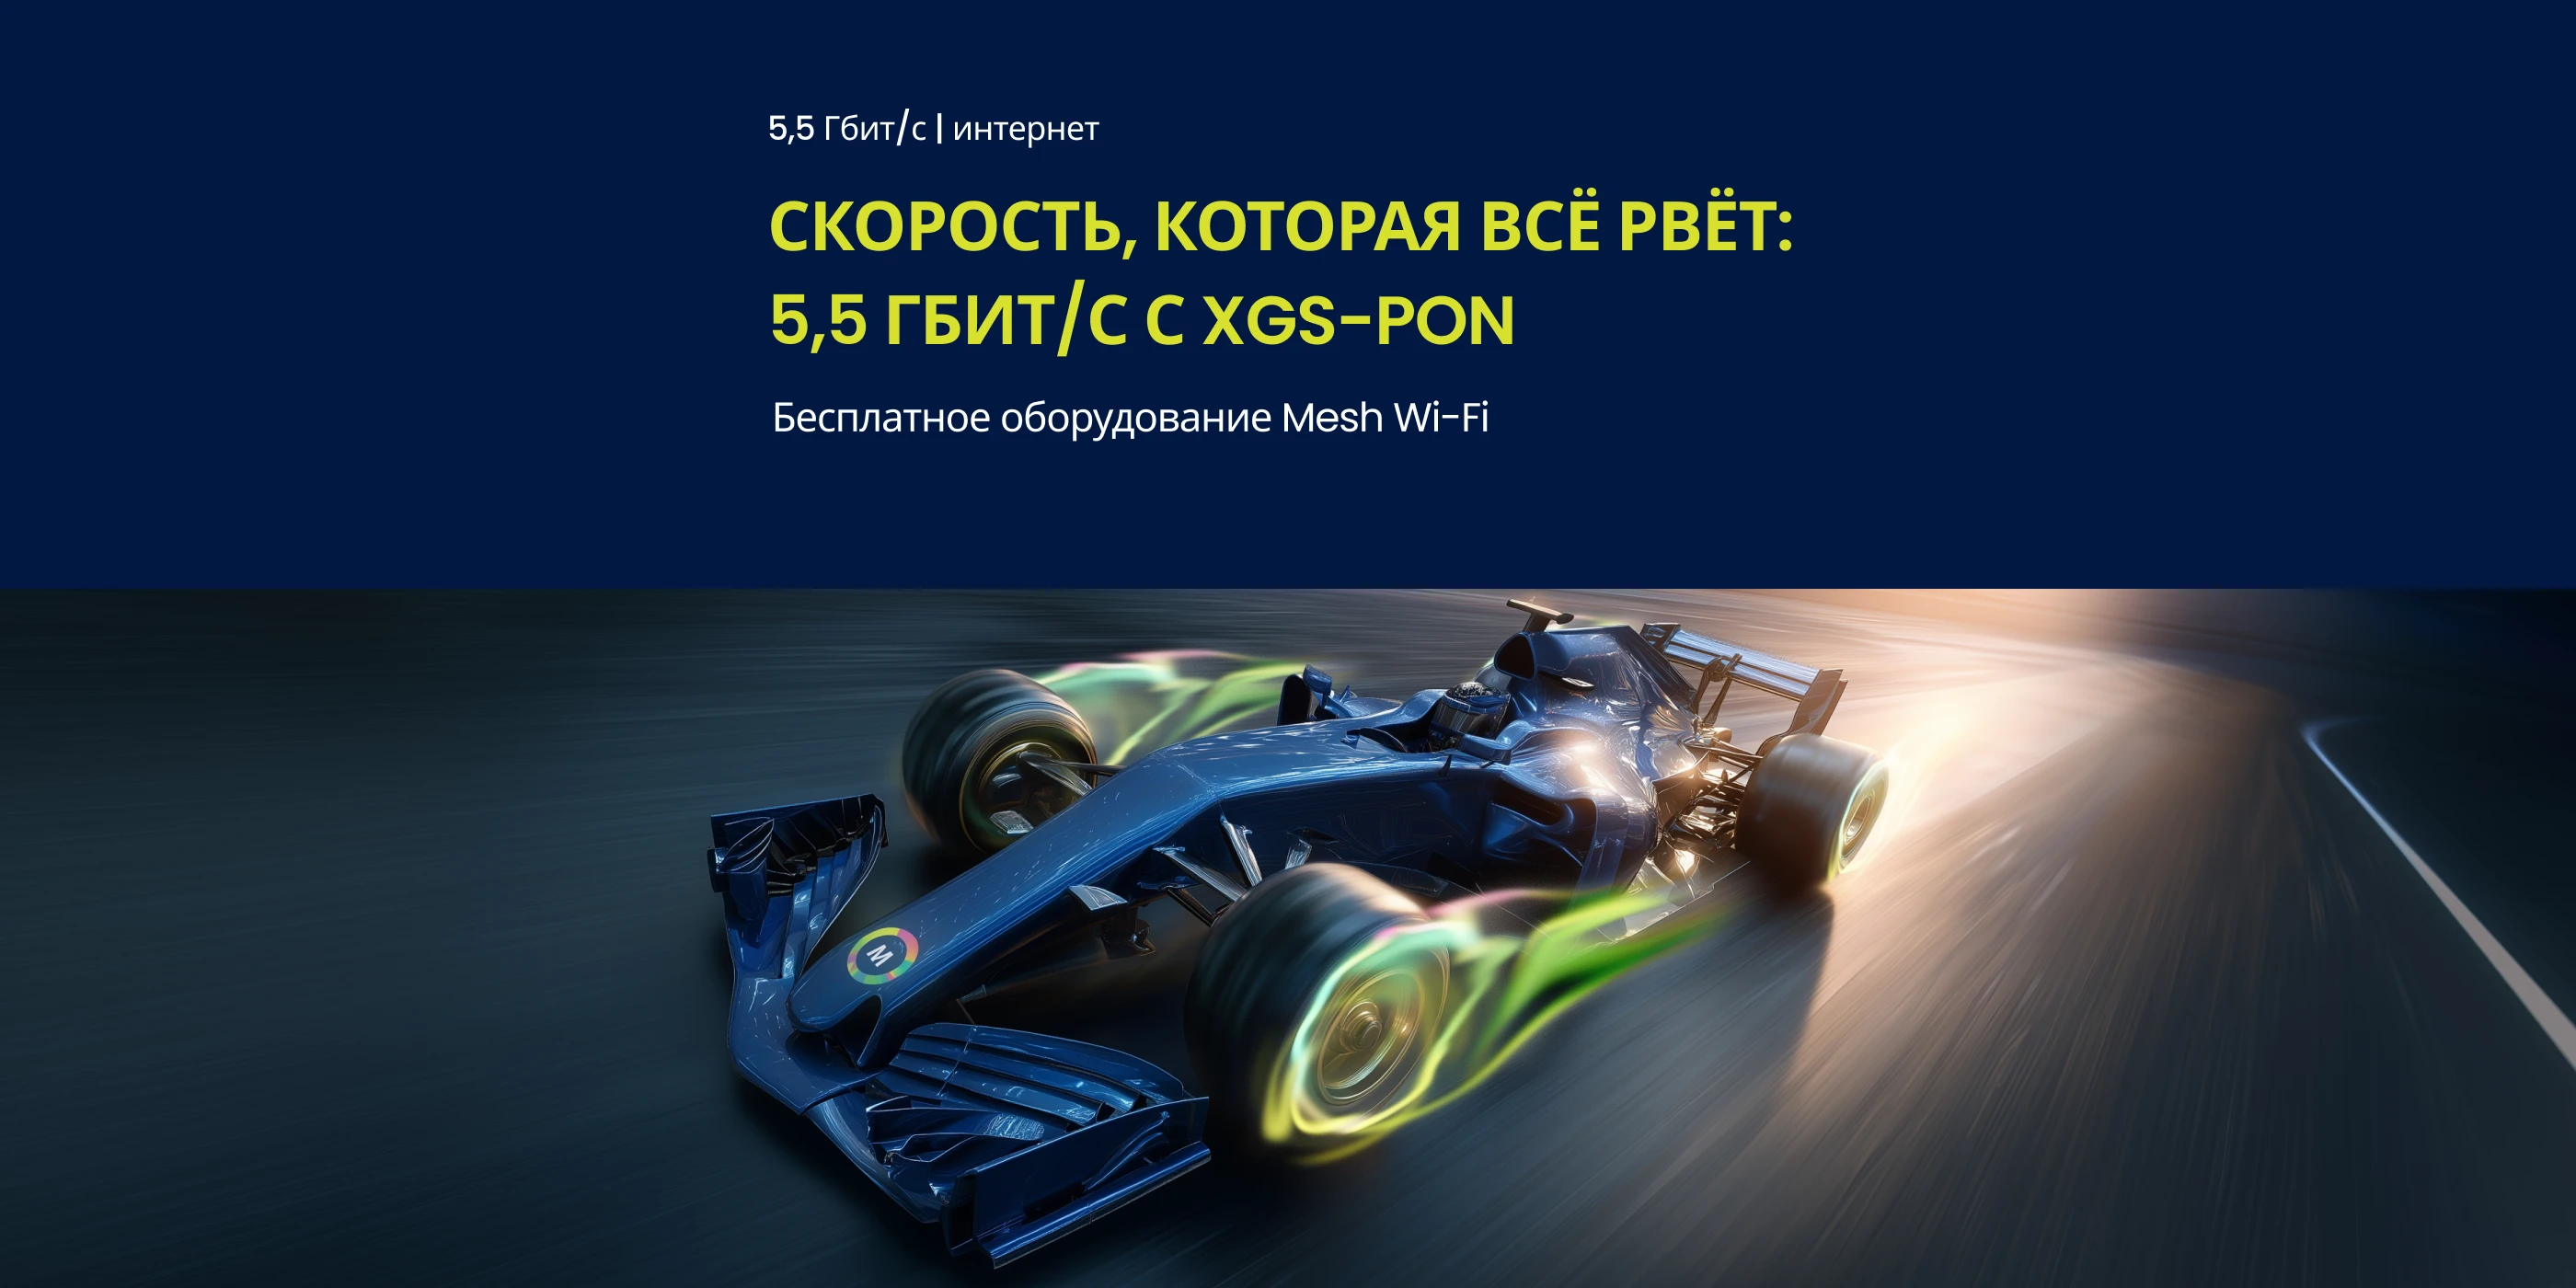 5,5 Гбит/с | интернет
СКОРОСТЬ, КОТОРАЯ ВСЁ РВЁТ:
5,5 ГБИТ/С С XGS-PON
Бесплатное оборудование Mesh Wi-Fi
M